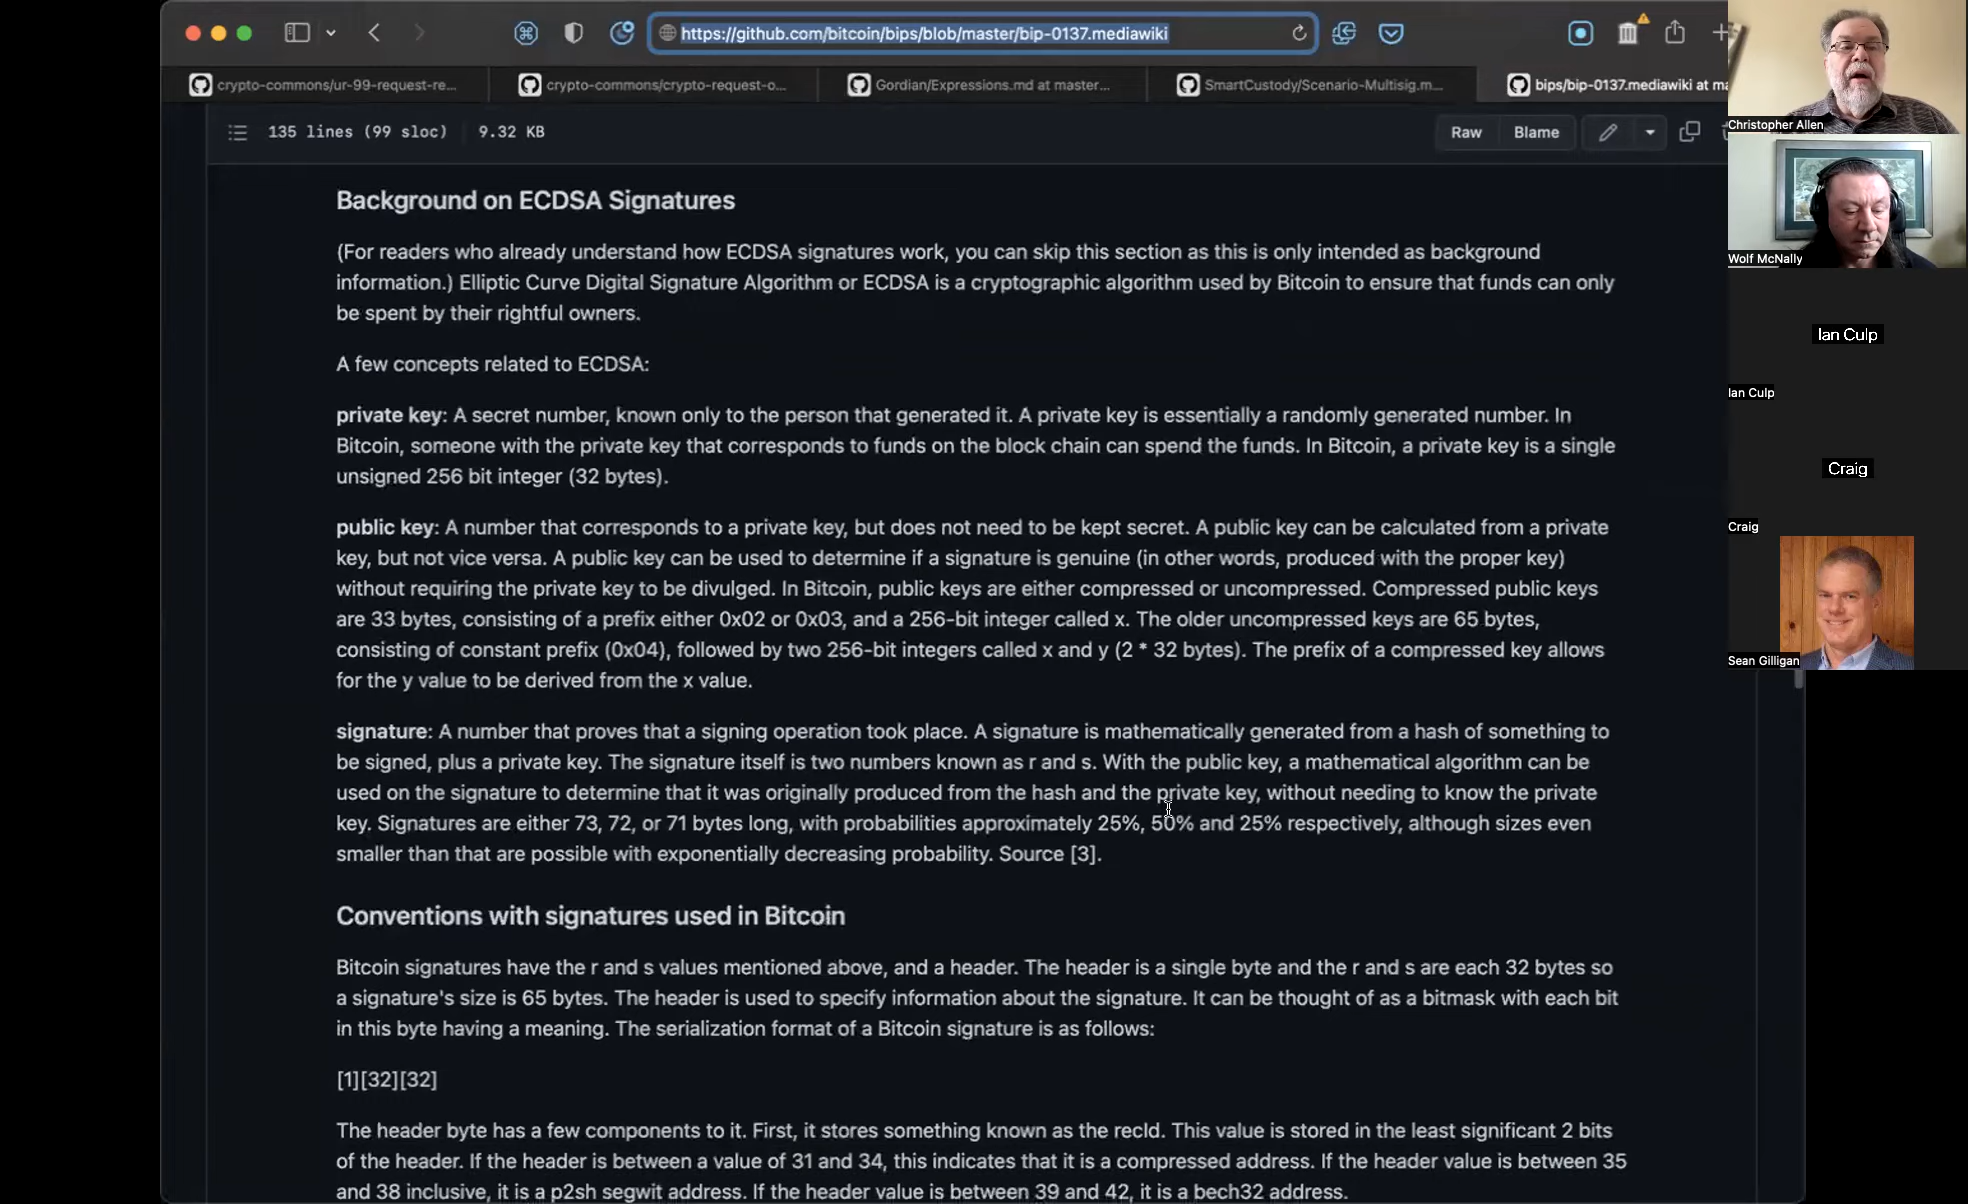 https://github.com/bitcoin/bips/blob/master/bip-0137.mediawiki
crypto-commons/ur-99-request-re...
crypto-commons/crypto-request-o...
Gordian/Expressions.md at master...
SmartCustody/Scenario-Multisig.m...
bips/bip-0137.mediawiki at ma
135 lines (99 sloc)
9.32 KB
Raw
Blame
Background on ECDSA Signatures
(For readers who already understand how ECDSA signatures work, you can skip this section as this is only intended as background
information.) Elliptic Curve Digital Signature Algorithm or ECDSA is a cryptographic algorithm used by Bitcoin to ensure that funds can only
be spent by their rightful owners.
A few concepts related to ECDSA:
private key: A secret number, known only to the person that generated it. A private key is essentially a randomly generated number. In
Bitcoin, someone with the private key that corresponds to funds on the block chain can spend the funds. In Bitcoin, a private key is a single
unsigned 256 bit integer (32 bytes).
public key: A number that corresponds to a private key, but does not need to be kept secret. A public key can be calculated from a private
key, but not vice versa. A public key can be used to determine if a signature is genuine (in other words, produced with the proper key)
without requiring the private key to be divulged. In Bitcoin, public keys are either compressed or uncompressed. Compressed public keys
are 33 bytes, consisting of a prefix either 0x02 or 0x03, and a 256-bit integer called x. The older uncompressed keys are 65 bytes,
consisting of constant prefix (0x04), followed by two 256-bit integers called x and y (2 * 32 bytes). The prefix of a compressed key allows
for the y value to be derived from the x value.
signature: A number that proves that a signing operation took place. A signature is mathematically generated from a hash of something to
be signed, plus a private key. The signature itself is two numbers known as r and s. With the public key, a mathematical algorithm can be
used on the signature to determine that it was originally produced from the hash and the private key, without needing to know the private
key. Signatures are either 73, 72, or 71 bytes long, with probabilities approximately 25%, 50% and 25% respectively, although sizes even
smaller than that are possible with exponentially decreasing probability. Source [3].
Conventions with signatures used in Bitcoin
Bitcoin signatures have the r and s values mentioned above, and a header. The header is a single byte and the r and s are each 32 bytes so
a signature's size is 65 bytes. The header is used to specify information about the signature. It can be thought of as a bitmask with each bit
in this byte having a meaning. The serialization format of a Bitcoin signature is as follows:
[1][32][32]
The header byte has a few components to it. First, it stores something known as the recId. This value is stored in the least significant 2 bits
of the header. If the header is between a value of 31 and 34, this indicates that it is a compressed address. If the header value is between 35
and 38 inclusive, it is a p2sh segwit address. If the header value is between 39 and 42, it is a bech32 address.
Christopher Allen
Wolf McNally
Ian Culp
Ian Culp
Craig
Craig
Sean Gilligan